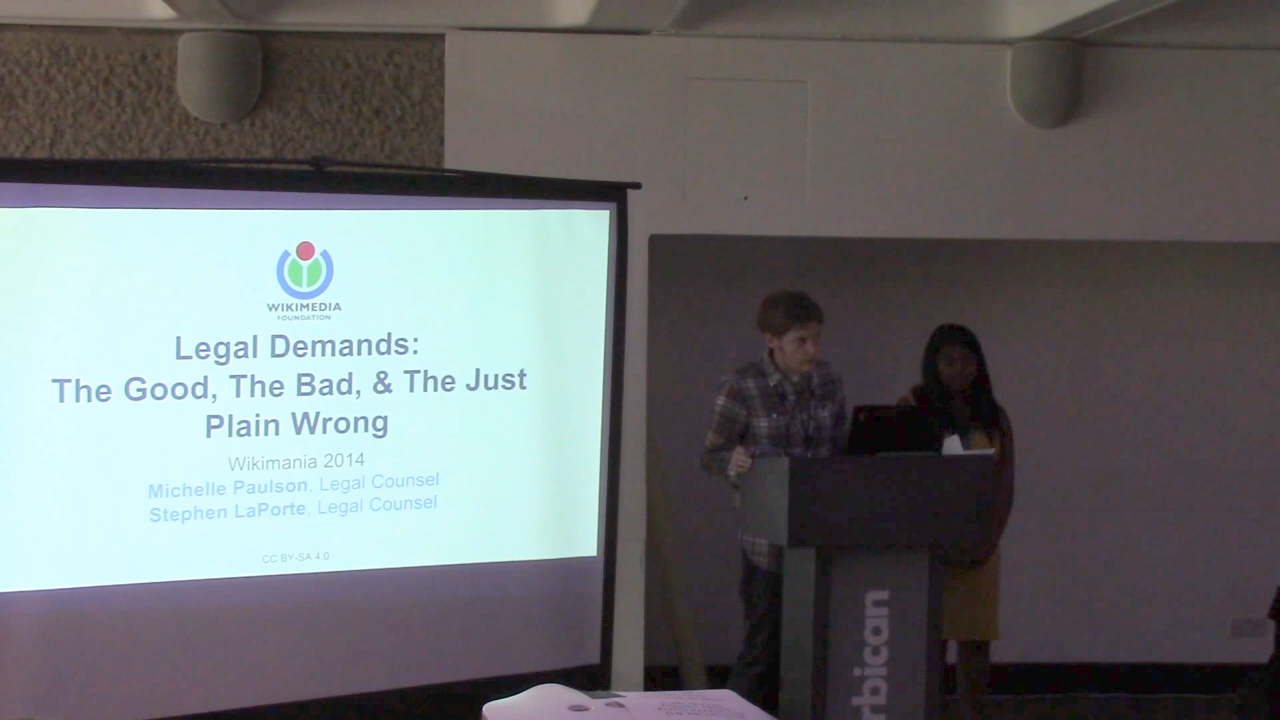 WIKIMEDIA
FOUNDATION
Legal Demands:
The Good, The Bad, & The Just
Plain Wrong
Wikimania 2014
Michelle Paulson, Legal Counsel
Stephen LaPorte, Legal Counsel
CC BY-SA 4.0
rbican